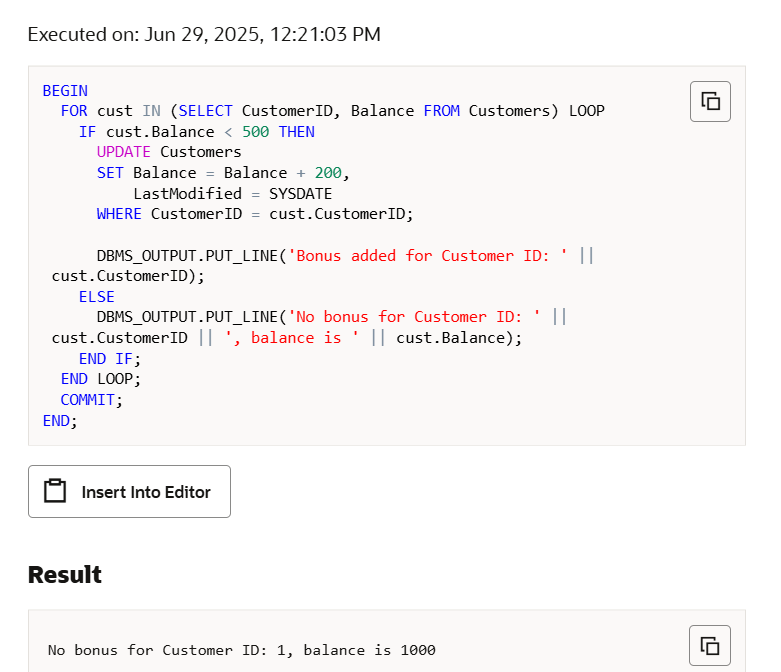 Executed on: Jun 29, 2025, 12:21:03 PM
BEGIN
  FOR cust IN (SELECT CustomerID, Balance FROM Customers) LOOP
    IF cust.Balance < 500 THEN
      UPDATE Customers
      SET Balance = Balance + 200,
          LastModified = SYSDATE
      WHERE CustomerID = cust.CustomerID;

      DBMS_OUTPUT.PUT_LINE('Bonus added for Customer ID: ' ||
 cust.CustomerID);
    ELSE
      DBMS_OUTPUT.PUT_LINE('No bonus for Customer ID: ' ||
 cust.CustomerID || ', balance is ' || cust.Balance);
    END IF;
  END LOOP;
  COMMIT;
END;
Insert Into Editor
Result
No bonus for Customer ID: 1, balance is 1000